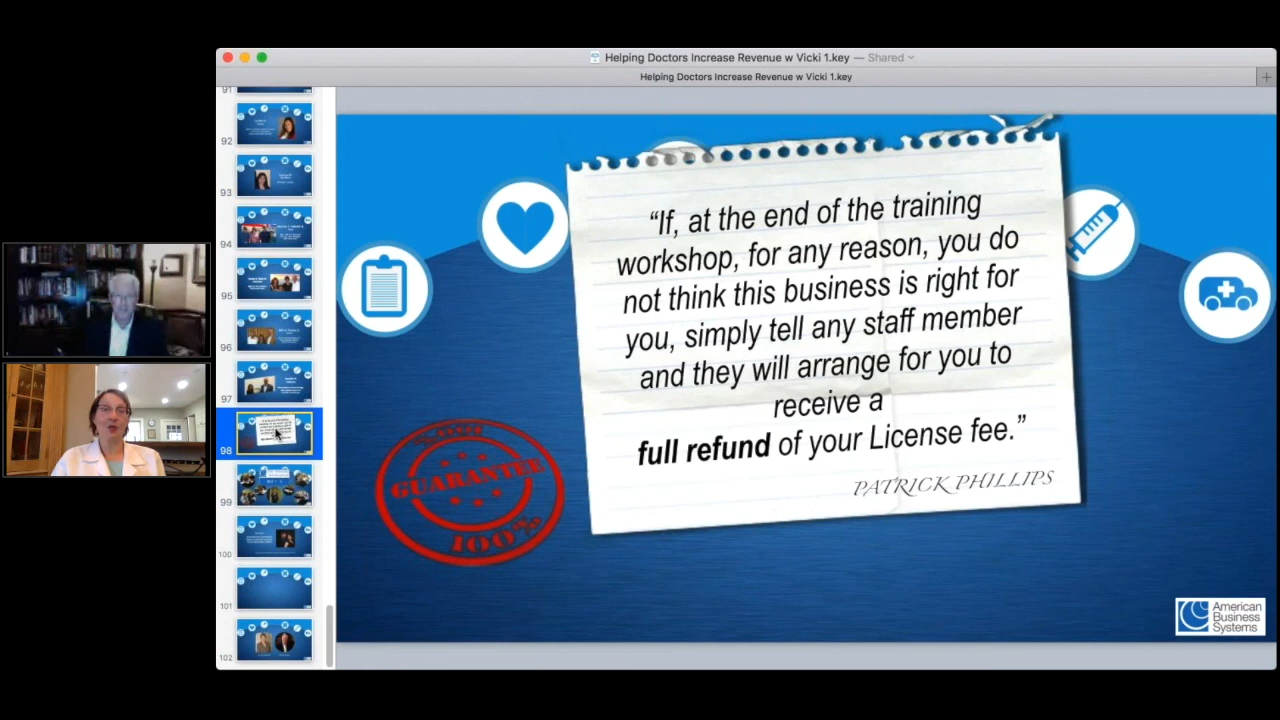 Helping Doctors Increase Revenue w Vicki 1.key — Shared
Helping Doctors Increase Revenue w Vicki 1.key
91
92
93
94
95
96
97
98
99
100
101
102
“If, at the end of the training
workshop, for any reason, you do
not think this business is right for
you, simply tell any staff member
and they will arrange for you to
receive a
full refund of your License fee.”
PATRICK PHILLIPS
GUARANTEE
100%
American
Business
Systems